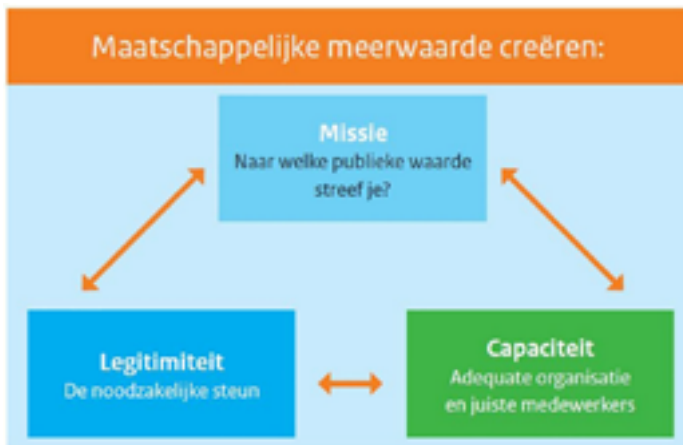 Maatschappelijke meerwaarde creëren:
Missie
Naar welke publieke waarde
streef je?
Legitimiteit
De noodzakelijke steun
Capaciteit
Adequate organisatie
en juiste medewerkers